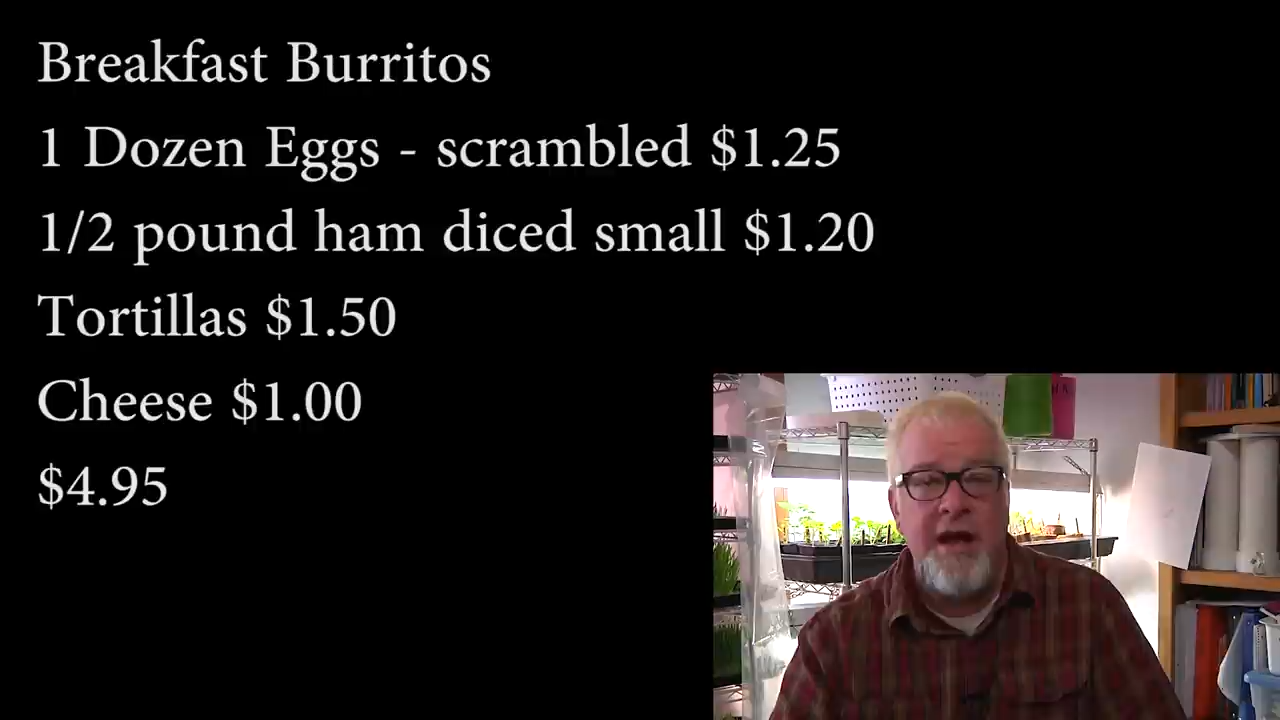 Breakfast Burritos
1 Dozen Eggs - scrambled $1.25
1/2 pound ham diced small $1.20
Tortillas $1.50
Cheese $1.00
$4.95